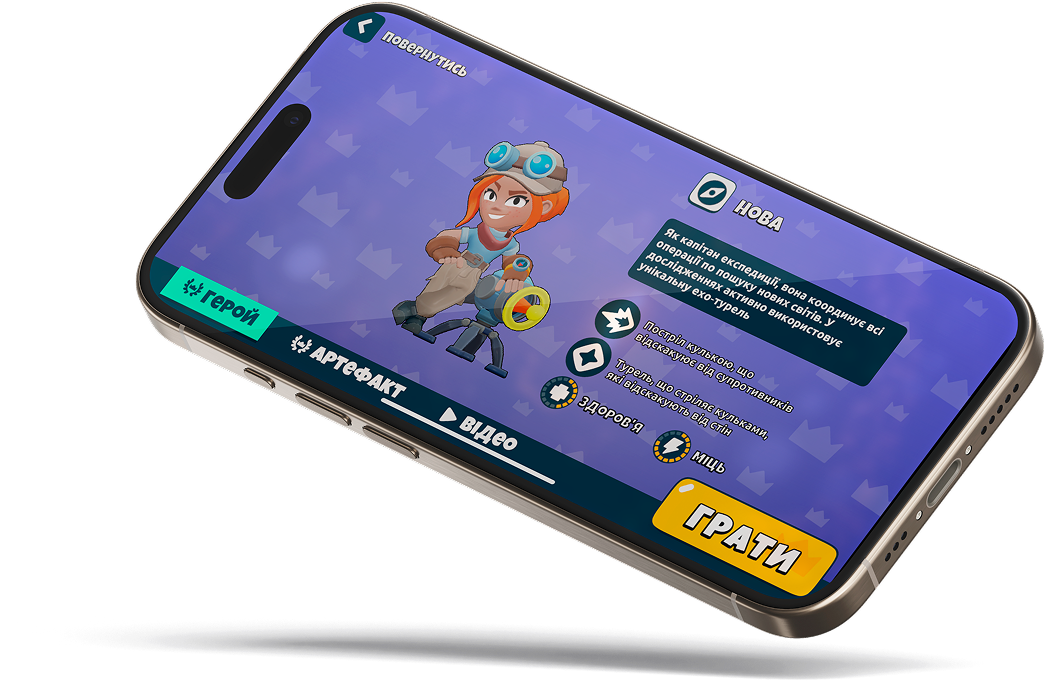 ПОВЕРНУТИСЬ
НОВА
Як капітан експедиції, вона координує всі
операції по пошуку нових світів. У
дослідженнях активно використовує
унікальну ехо-турель
Постріл кулькою, що
відскакує від супротивників
Турель, що стріляє кульками,
які відскакують від стін
ЗДОРОВ'Я
МІЦЬ
ГЕРОЙ
АРТЕФАКТ
ВІДЕО
ГРАТИ